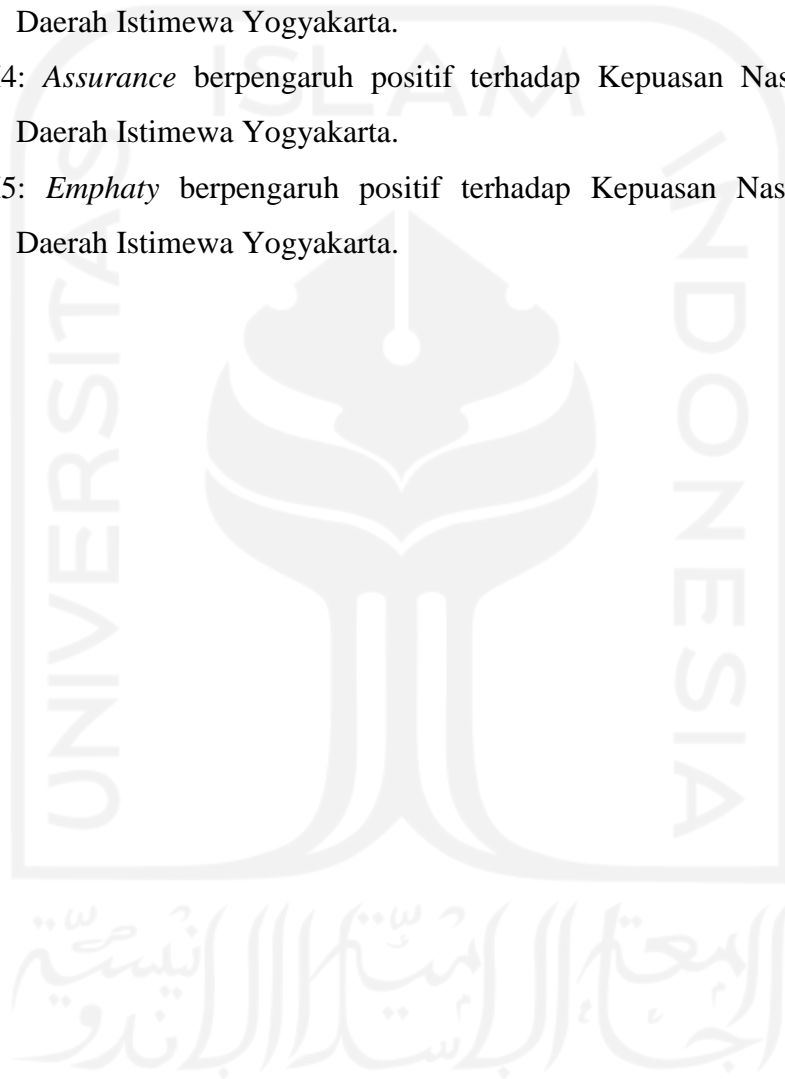 Daerah Istimewa Yogyakarta.
4: Assurance berpengaruh positif terhadap Kepuasan Nas
Daerah Istimewa Yogyakarta.
5: Emphaty berpengaruh positif terhadap Kepuasan Nas
Daerah Istimewa Yogyakarta.
ISLAM
UNIVERSITAS
INDONESIA